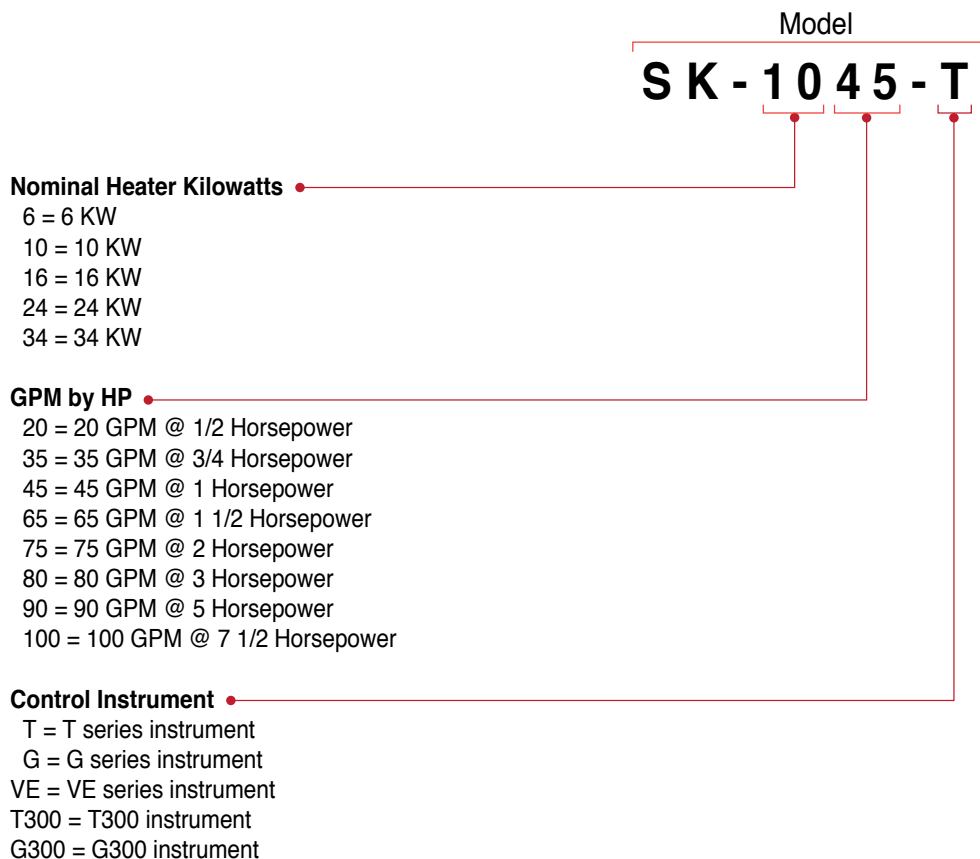 Model
SK-1045-T
Nominal Heater Kilowatts
6 = 6 KW
10 = 10 KW
16 = 16 KW
24 = 24 KW
34 = 34 KW
GPM by HP
20 = 20 GPM @ 1/2 Horsepower
35 = 35 GPM @ 3/4 Horsepower
45 = 45 GPM @ 1 Horsepower
65 = 65 GPM @ 1 1/2 Horsepower
75 = 75 GPM @ 2 Horsepower
80 = 80 GPM @ 3 Horsepower
90 = 90 GPM @ 5 Horsepower
100 = 100 GPM @ 7 1/2 Horsepower
Control Instrument
T = T series instrument
G = G series instrument
VE = VE series instrument
T300 = T300 instrument
G300 = G300 instrument